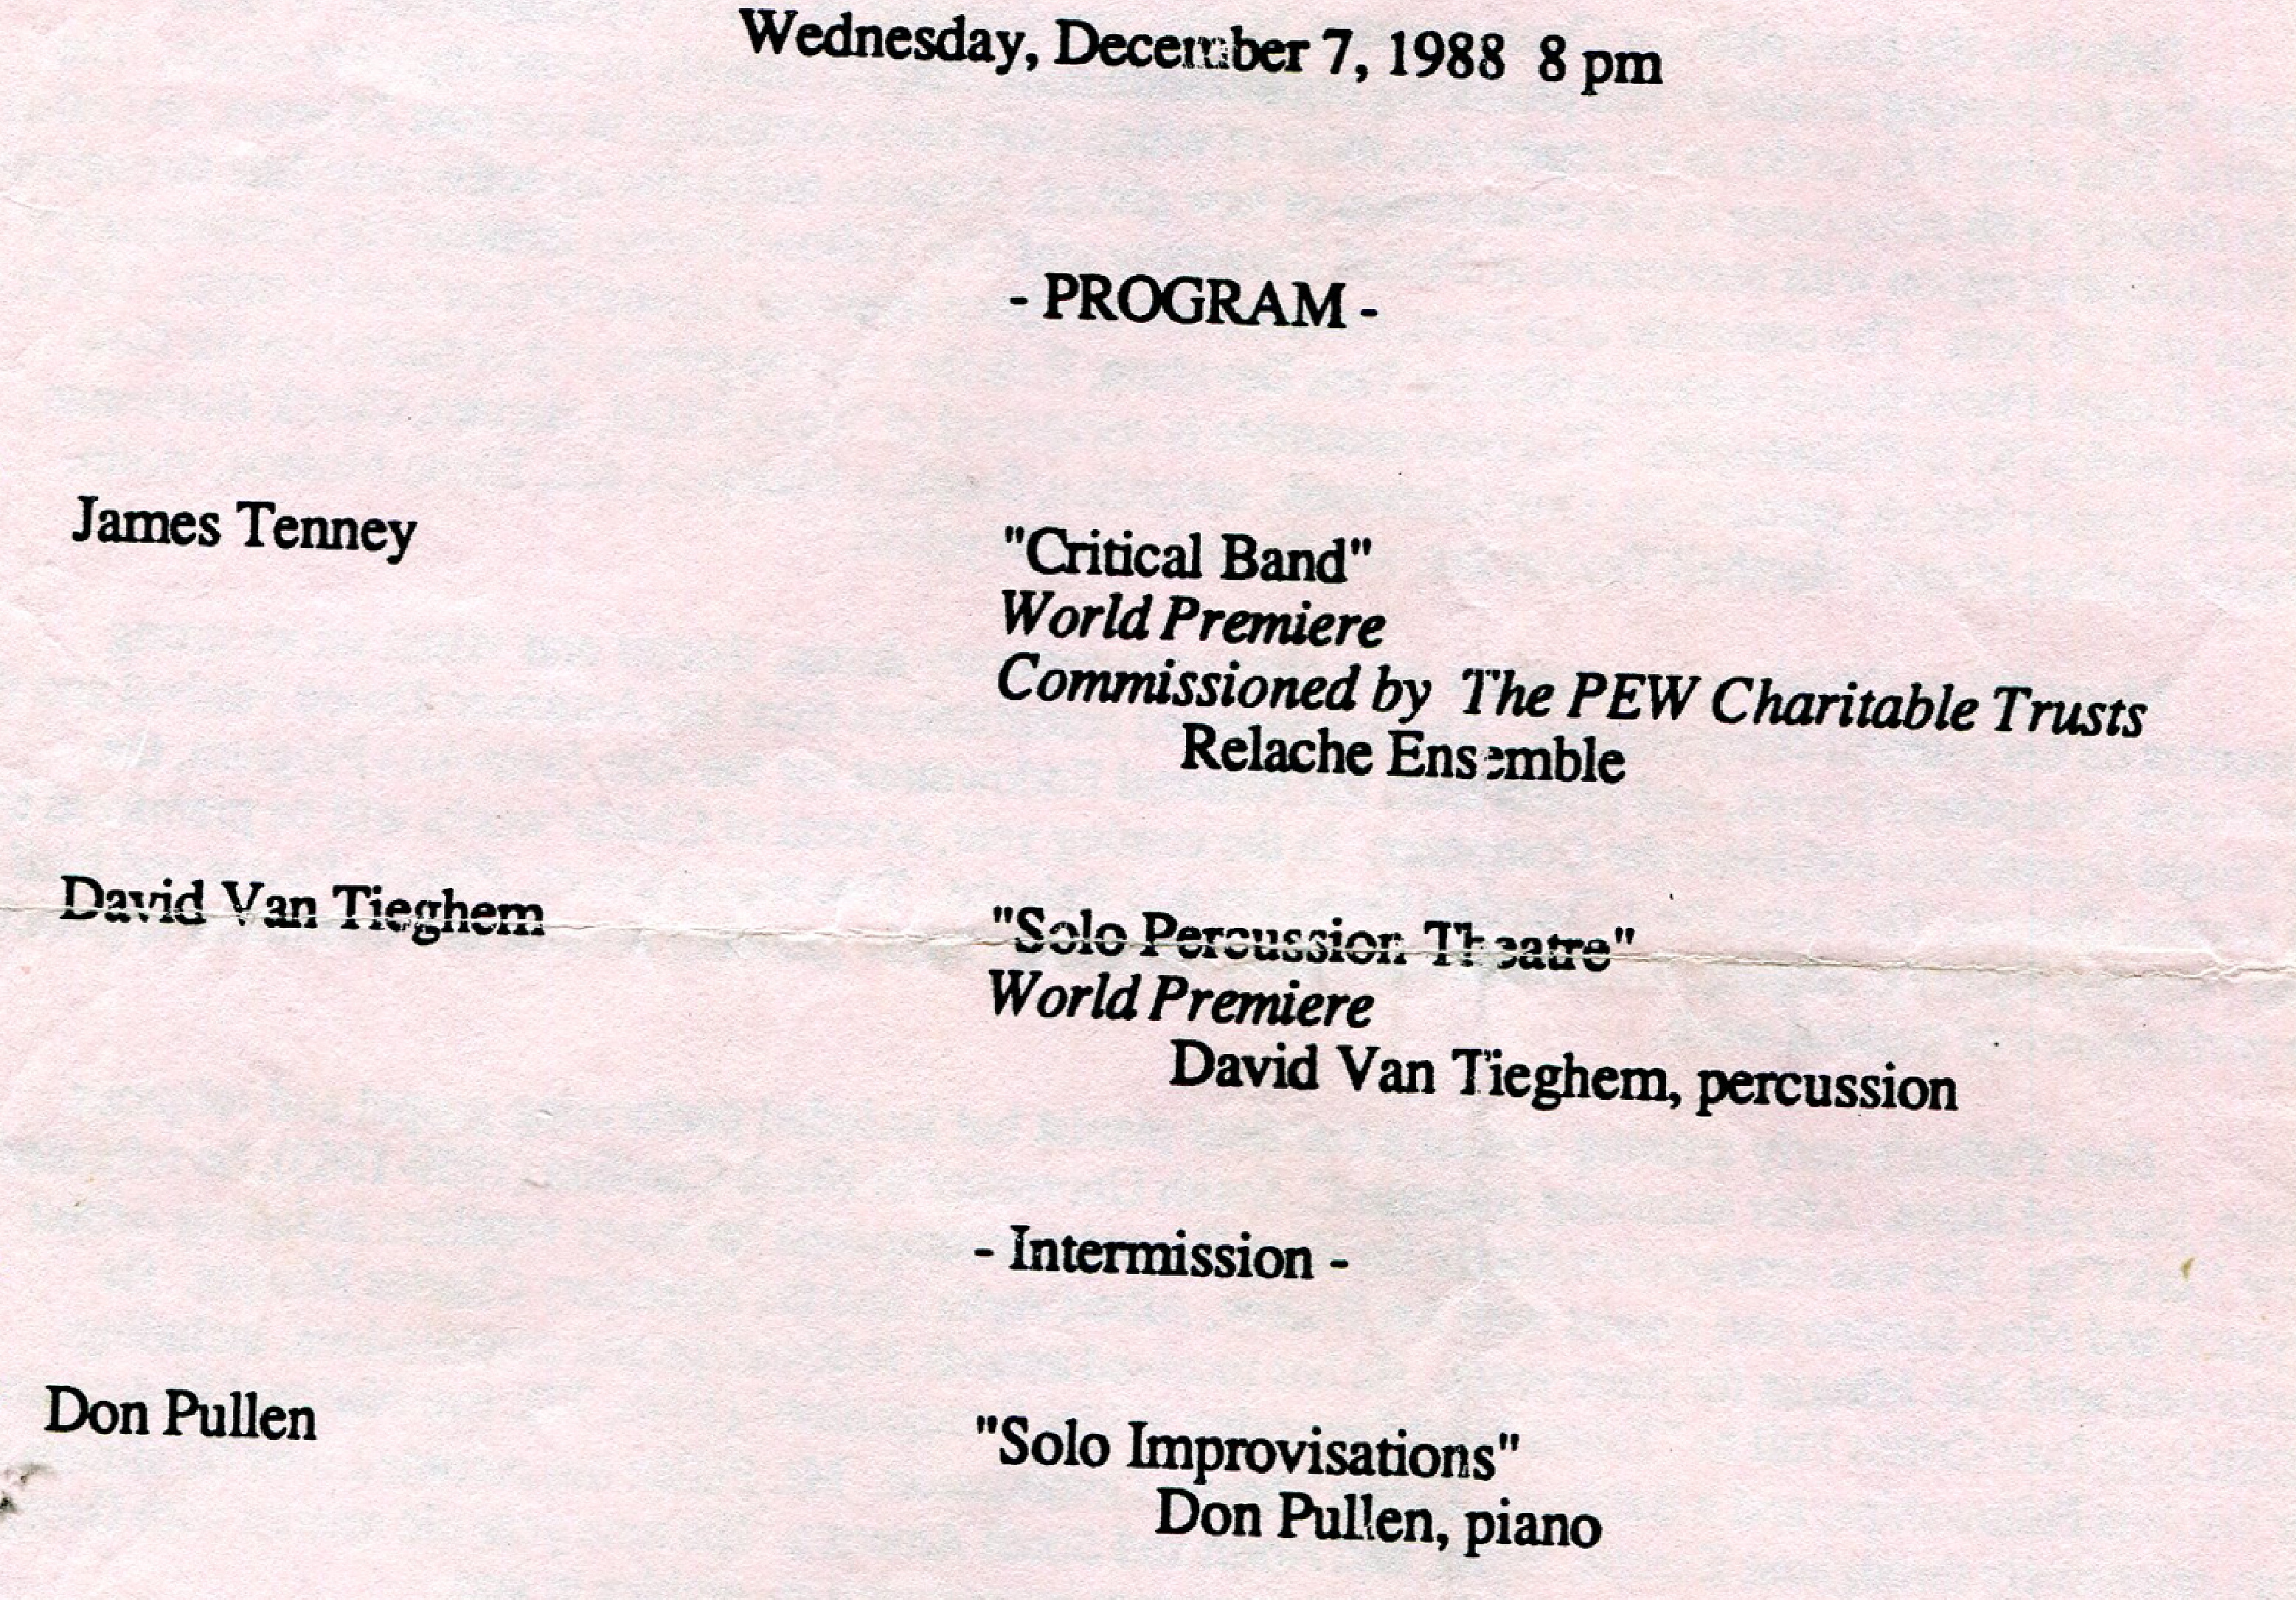 Wednesday, December 7, 1988 8 pm
- PROGRAM -
James Tenney
"Critical Band"
World Premiere
Commissioned by The PEW Charitable Trusts
Relache Ensemble
David Van Tieghem
"Solo Percussion Theatre"
World Premiere
David Van Tieghem, percussion
- Intermission -
Don Pullen
"Solo Improvisations"
Don Pullen, piano